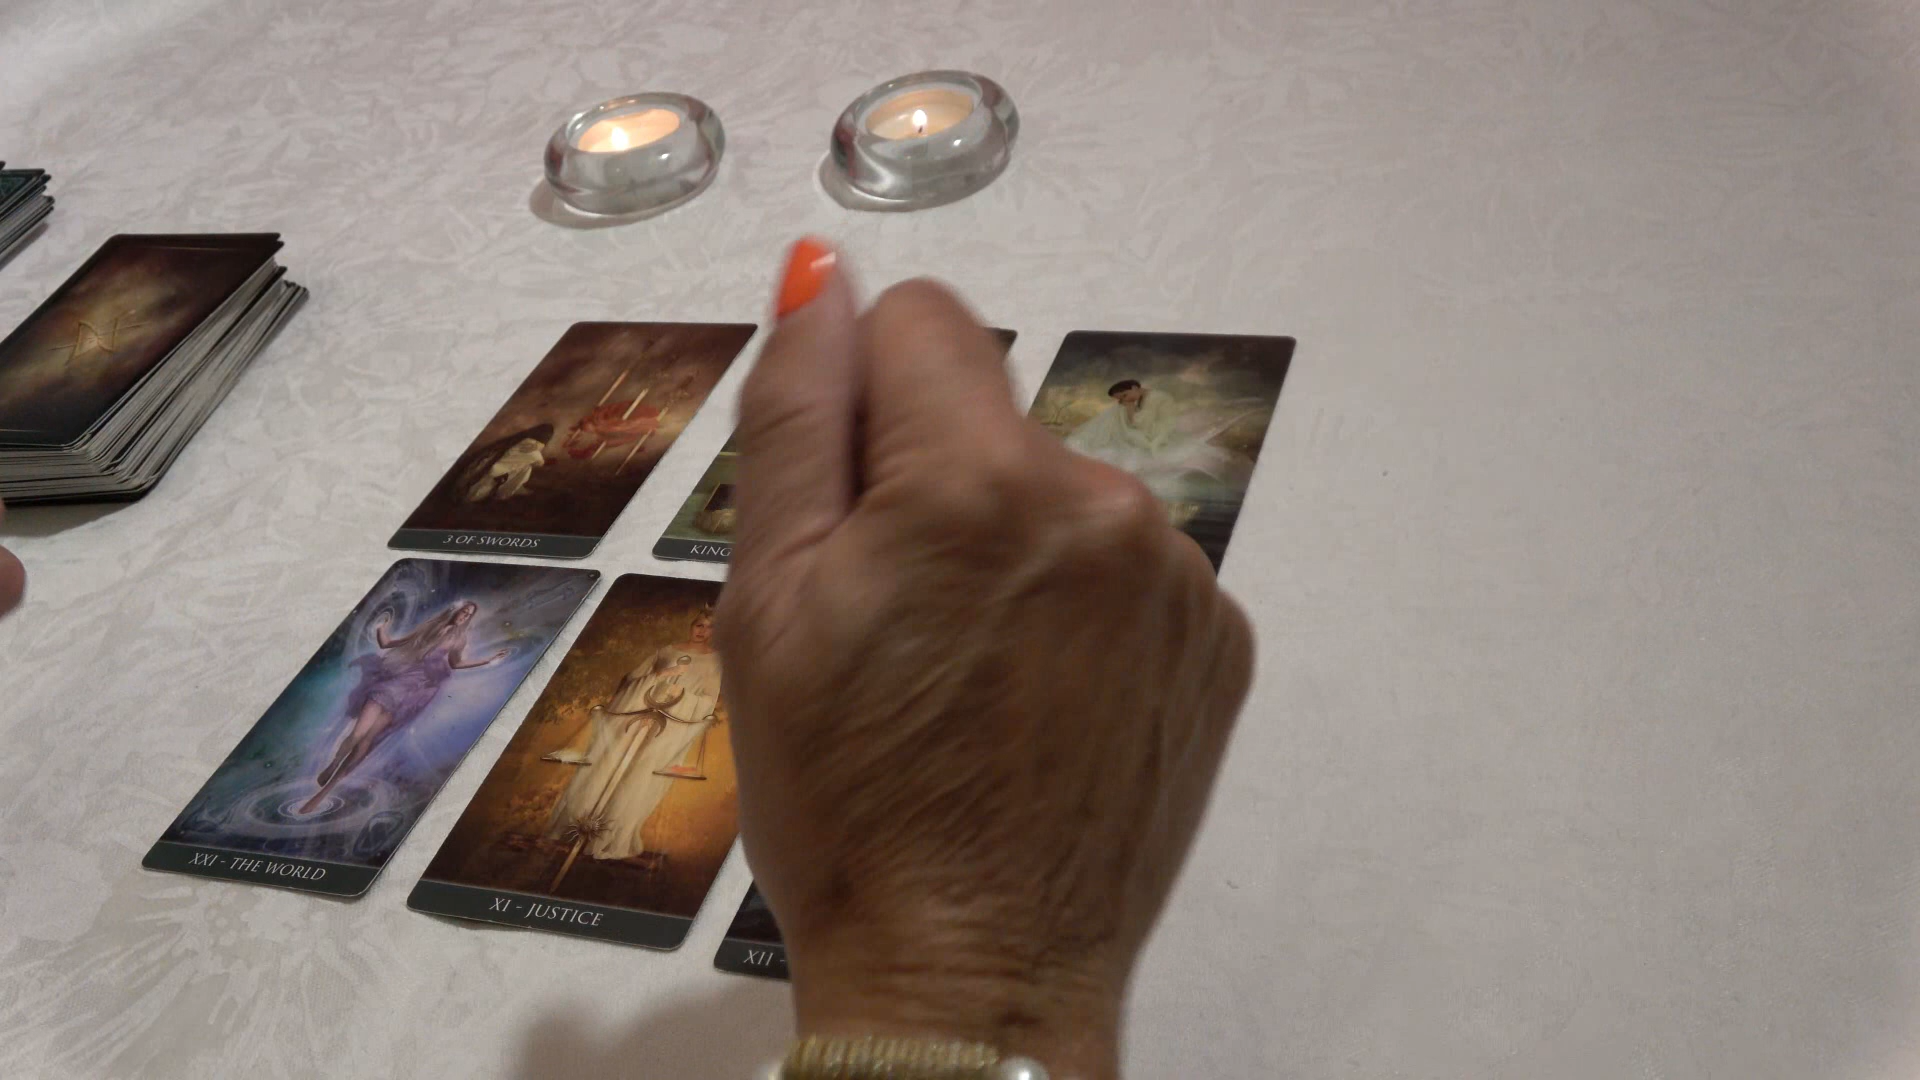 3 OF SWORDS
KING
XXI - THE WORLD
XI - JUSTICE
XII -